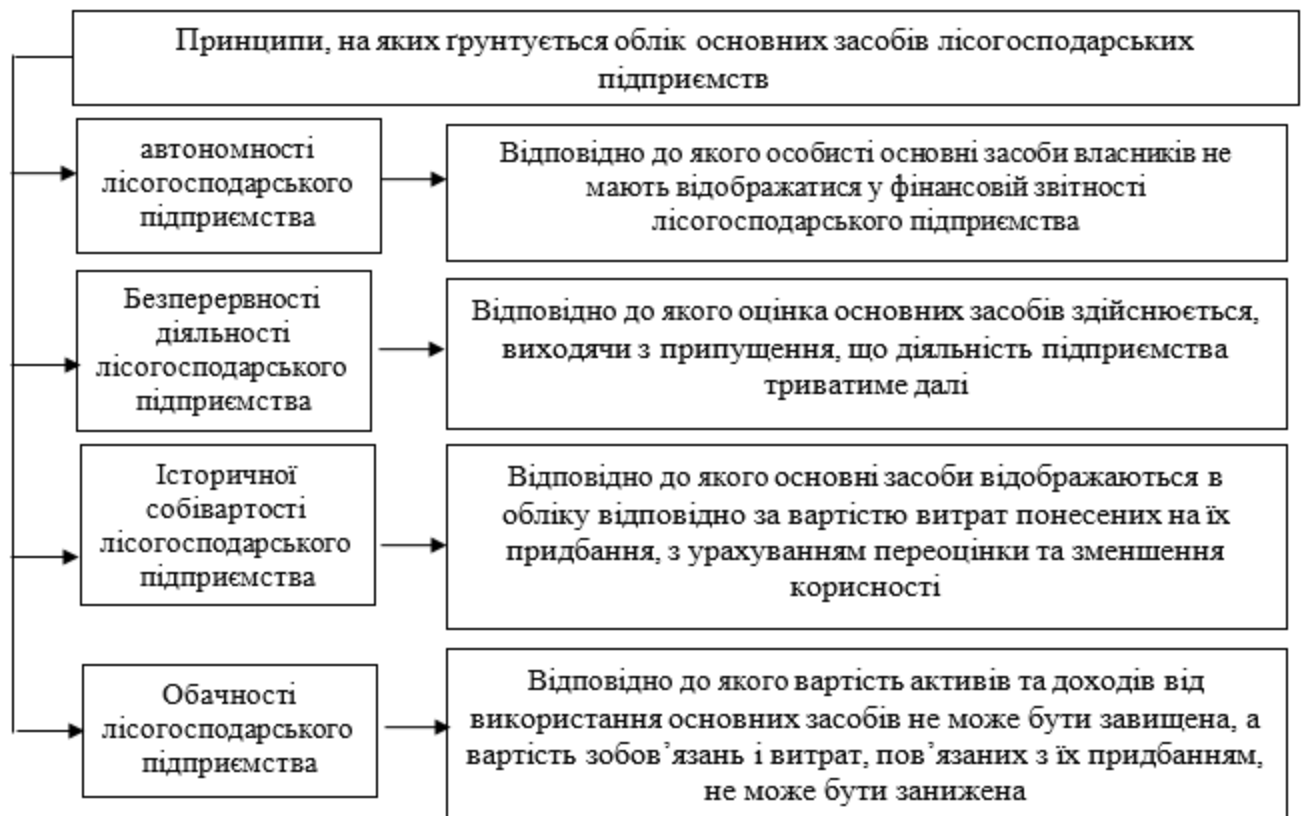 Принципи, на яких ґрунтується облік основних засобів лісогосподарських
підприємств
автономності
лісогосподарського
підприємства
Відповідно до якого особисті основні засоби власників не
мають відображатися у фінансовій звітності
лісогосподарського підприємства
Безперервності
діяльності
лісогосподарського
підприємства
Відповідно до якого оцінка основних засобів здійснюється,
виходячи з припущення, що діяльність підприємства
триватиме далі
Історичної
собівартості
лісогосподарського
підприємства
Відповідно до якого основні засоби відображаються в
обліку відповідно за вартістю витрат понесених на їх
придбання, з урахуванням переоцінки та зменшення
корисності
Обачності
лісогосподарського
підприємства
Відповідно до якого вартість активів та доходів від
використання основних засобів не може бути завищена, а
вартість зобов’язань і витрат, пов’язаних з їх придбанням,
не може бути занижена